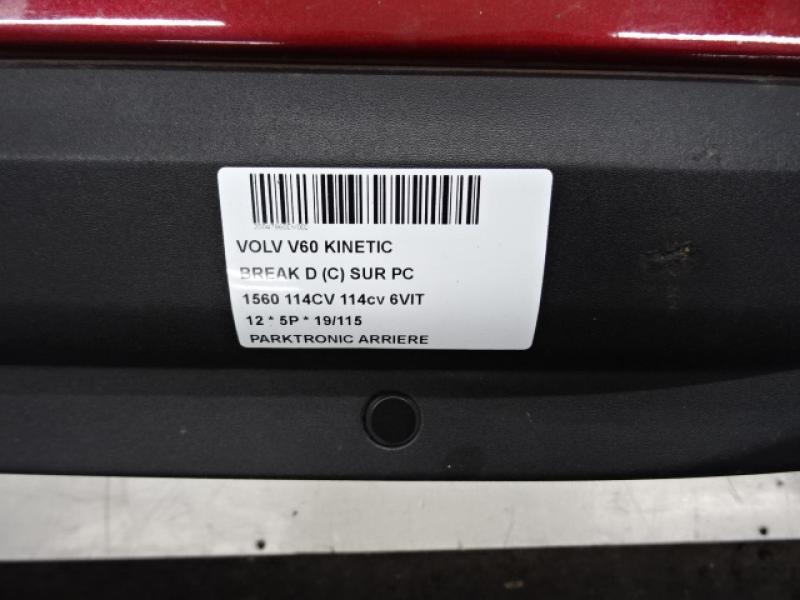 VOLV V60 KINETIC
BREAK D (C) SUR PC
1560 114CV 114cv 6VIT
12 * 5P * 19/115
PARKTRONIC ARRIERE